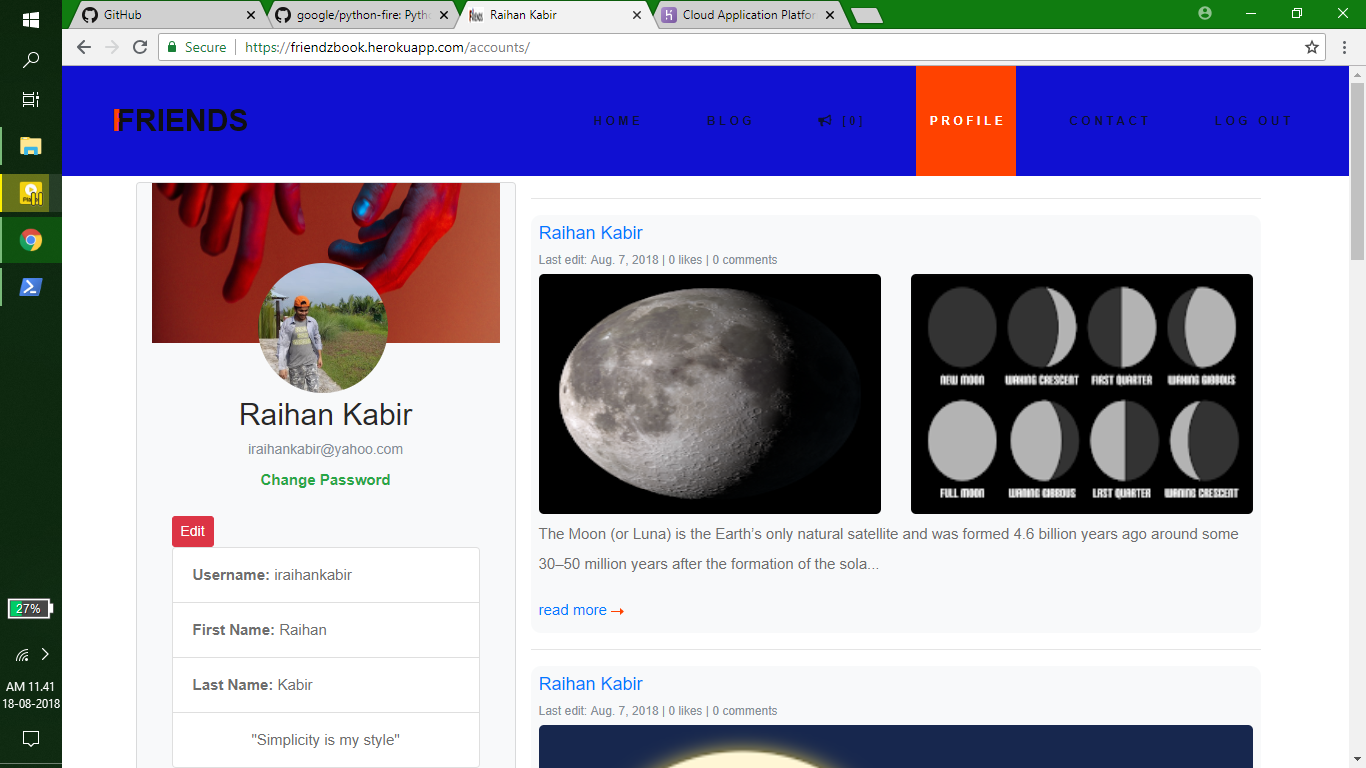 GitHub
google/python-fire: Pyth
Raihan Kabir
Cloud Application Platfor
Secure
https://friendzbook.herokuapp.com/accounts/
FRIENDS
HOME
BLOG
[0]
PROFILE
CONTACT
LOG OUT
Raihan Kabir
iraihankabir@yahoo.com
Change Password
Edit
Username: iraihankabir
First Name: Raihan
Last Name: Kabir
"Simplicity is my style"
Raihan Kabir
Last edit: Aug. 7, 2018 | 0 likes | 0 comments
NEW MOON WAXING CRESCENT FIRST QUARTER WAXING GIBBOUS
FULL MOON WANING GIBBOUS LAST QUARTER WANING CRESCENT
The Moon (or Luna) is the Earth’s only natural satellite and was formed 4.6 billion years ago around some
30–50 million years after the formation of the sola...
read more
Raihan Kabir
Last edit: Aug. 7, 2018 | 0 likes | 0 comments
27%
AM 11.41
18-08-2018